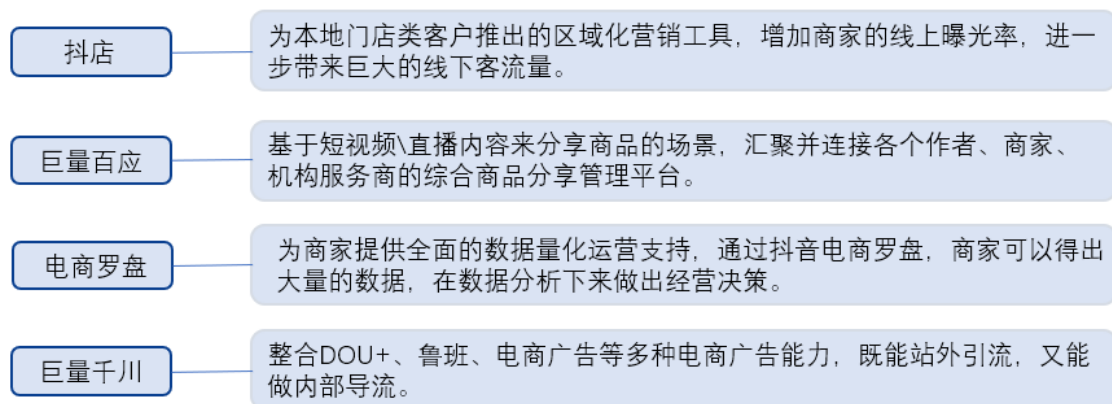 抖店
为本地门店类客户推出的区域化营销工具，增加商家的线上曝光率，进一
步带来巨大的线下客流量。
巨量百应
基于短视频\直播内容来分享商品的场景，汇聚并连接各个作者、商家、
机构服务商的综合商品分享管理平台。
电商罗盘
为商家提供全面的数据量化运营支持，通过抖音电商罗盘，商家可以得出
大量的数据，在数据分析下来做出经营决策。
巨量千川
整合DOU+、鲁班、电商广告等多种电商广告能力，既能站外引流，又能
做内部导流。